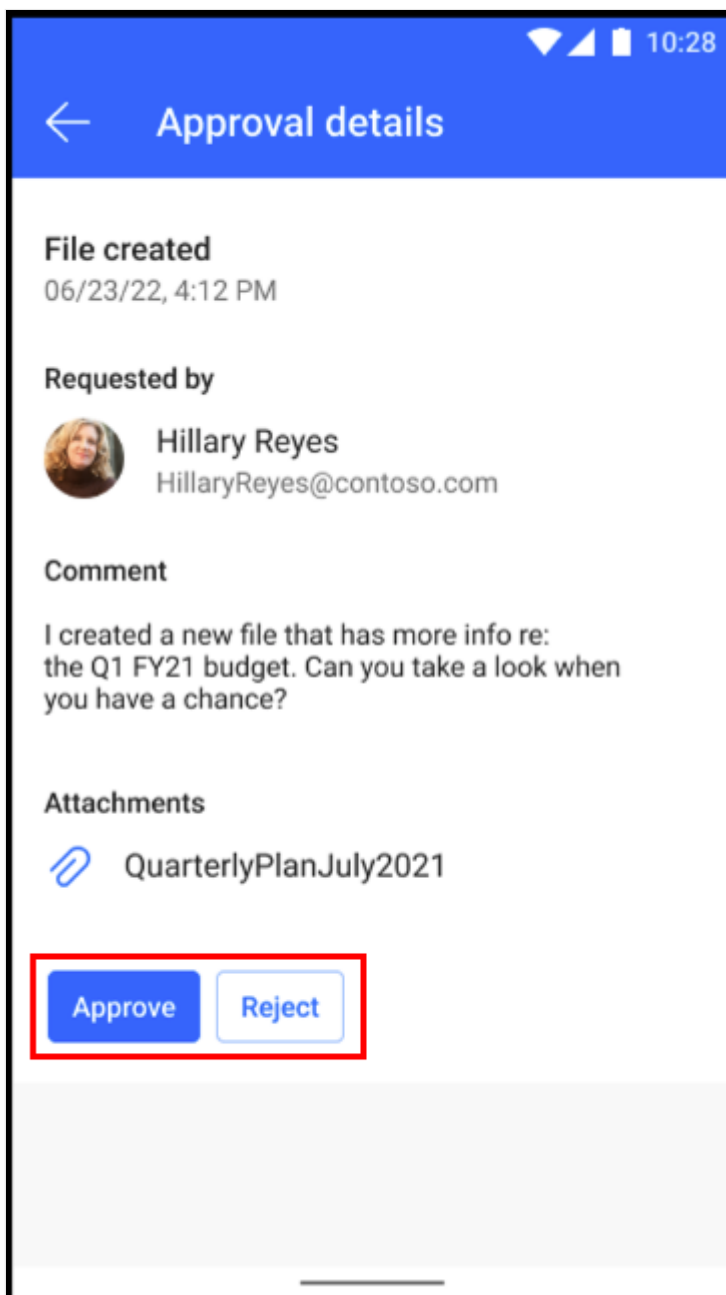 10:28
Approval details
File created
06/23/22, 4:12 PM
Requested by
Hillary Reyes
HillaryReyes@contoso.com
Comment
I created a new file that has more info re:
the Q1 FY21 budget. Can you take a look when
you have a chance?
Attachments
QuarterlyPlanJuly2021
Approve Reject